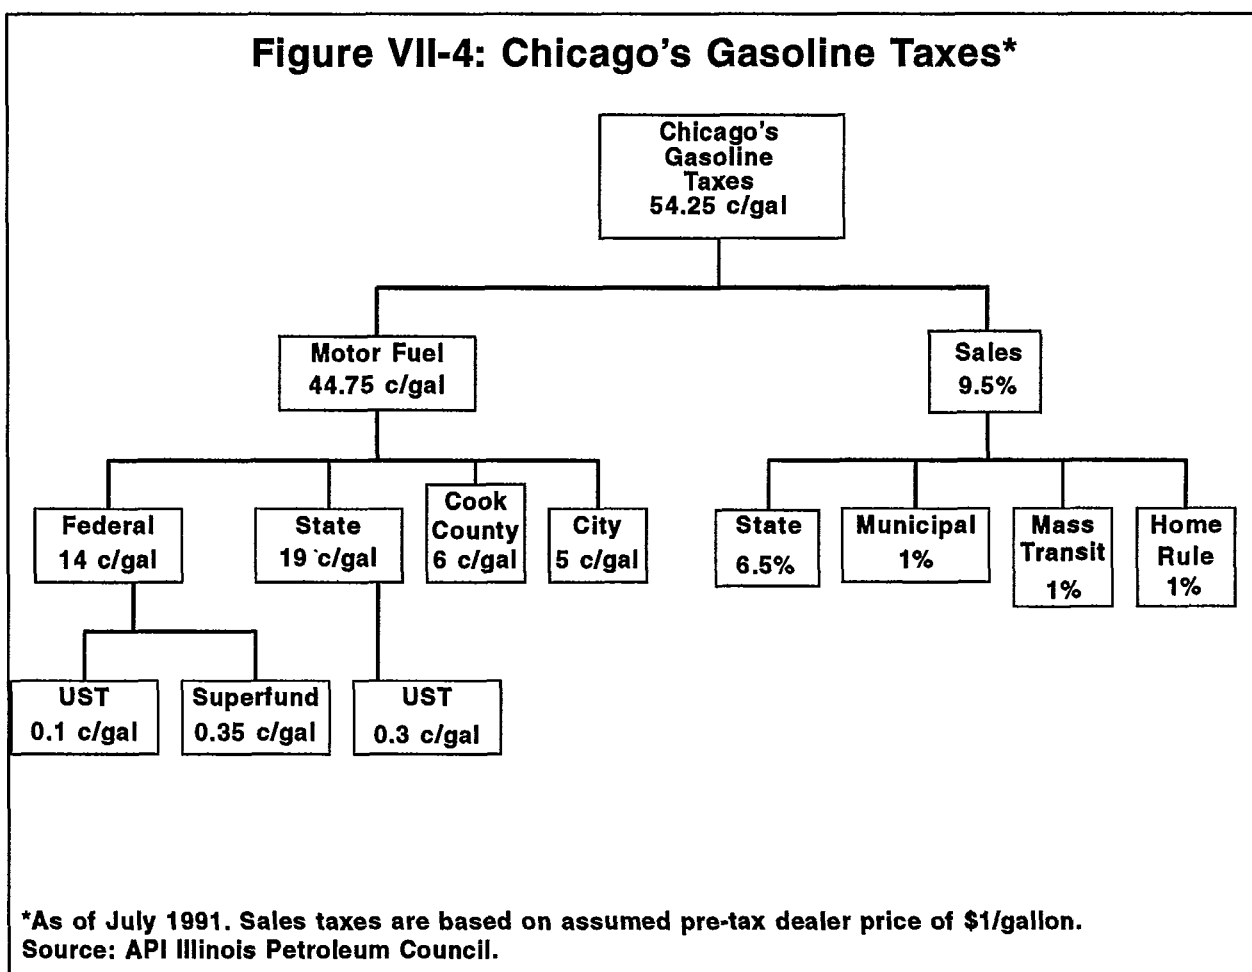 Figure VII-4: Chicago's Gasoline Taxes*
Chicago's
Gasoline
Taxes
54.25 c/gal
Motor Fuel
44.75 c/gal
Sales
9.5%
Federal
14 c/gal
State
19 c/gal
Cook
County
6 c/gal
City
5 c/gal
State
6.5%
Municipal
1%
Mass
Transit
1%
Home
Rule
1%
UST
0.1 c/gal
Superfund
0.35 c/gal
UST
0.3 c/gal
*As of July 1991. Sales taxes are based on assumed pre-tax dealer price of $1/gallon.
Source: API Illinois Petroleum Council.